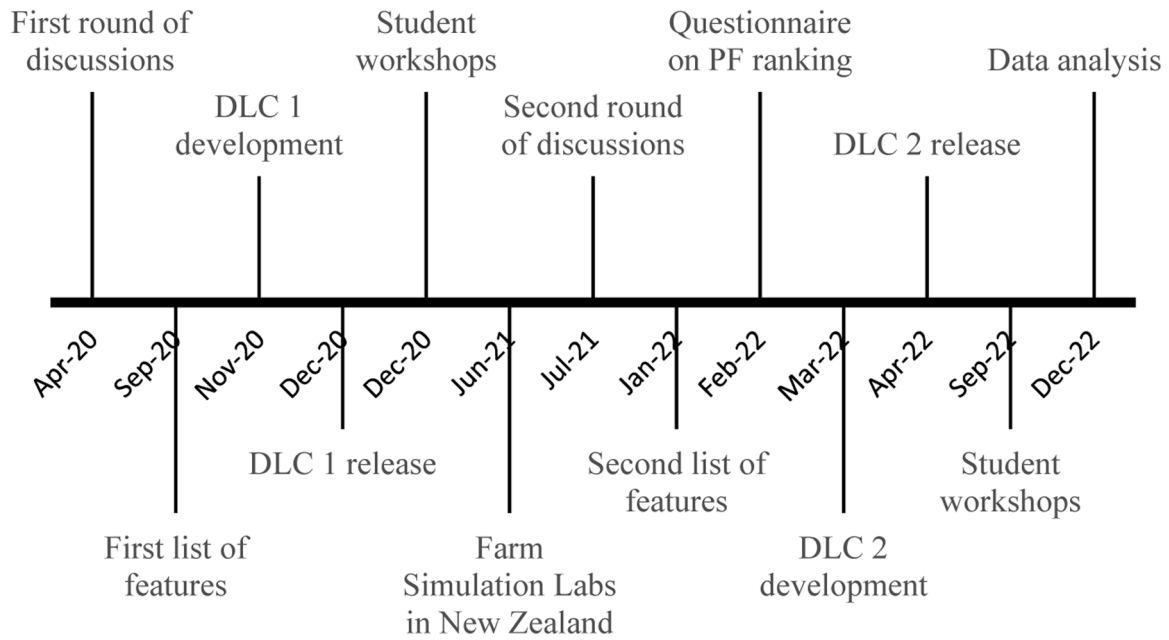 First round of
discussions
Student
workshops
Questionnaire
on PF ranking
Data analysis
DLC 1
development
Second round
of discussions
DLC 2 release
Apr-20
Sep-20
Nov-20
Dec-20
Dec-20
Jun-21
Jul-21
Jan-22
Feb-22
Mar-22
Apr-22
Sep-22
Dec-22
DLC 1 release
Second list of
features
Student
workshops
First list of
features
Farm
Simulation Labs
in New Zealand
DLC 2
development